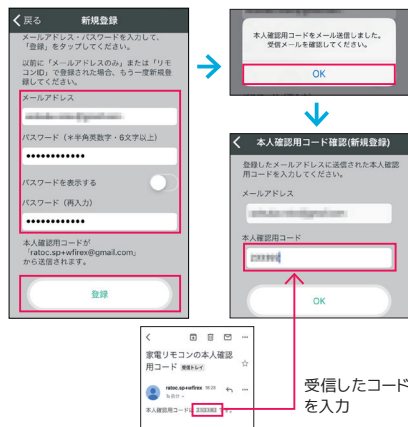 戻る 新規登録
メールアドレス・パスワードを入力して、
「登録」をタップしてください。
以前に「メールアドレスのみ」または「リモ
コンID」で登録された場合、もう一度新規登
録してください。
メールアドレス
パスワード（＊半角英数字・6文字以上）
●●●●●●●●●●●●
パスワードを表示する
パスワード（再入力）
●●●●●●●●●●●●
本人確認用コードが
「ratoc.sp+wfirex@gmail.com」
から送信されます。
登録
本人確認用コードをメール送信しました。
受信メールを確認してください。
OK
本人確認用コード確認(新規登録)
登録したメールアドレスに送信された本人確認
用コードを入力してください。
メールアドレス
本人確認用コード
OK
家電リモコンの本人確認
用コード 受信トレイ
ratoc.sp+wfirex
本人確認用コードは です。
受信したコード
を入力